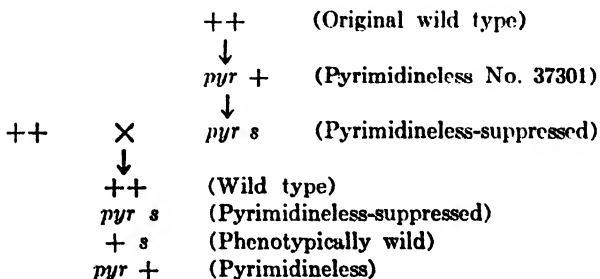 ++ (Original wild type)
↓
pyr + (Pyrimidineless No. 37301)
↓
++ × pyr s (Pyrimidineless-suppressed)
↓
++ (Wild type)
pyr s (Pyrimidineless-suppressed)
+ s (Phenotypically wild)
pyr + (Pyrimidineless)